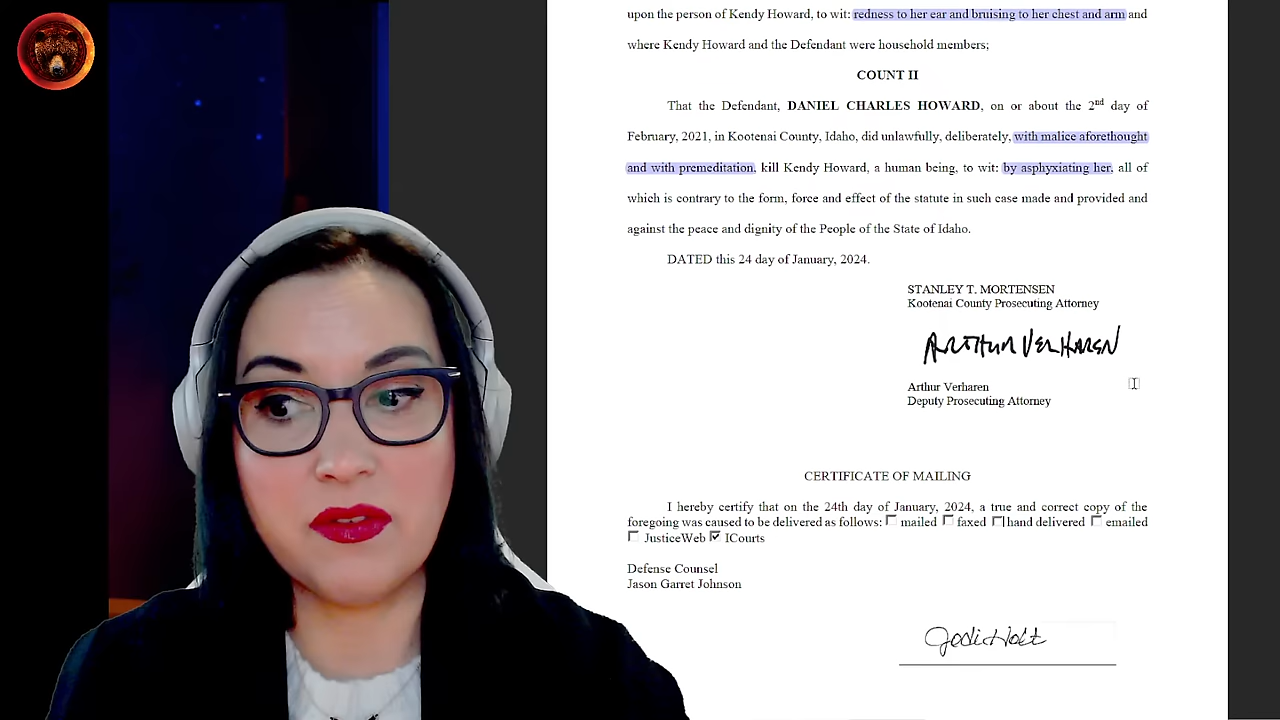 upon the person of Kendy Howard, to wit: redness to her ear and bruising to her chest and arm and
where Kendy Howard and the Defendant were household members;
COUNT II
That the Defendant, DANIEL CHARLES HOWARD, on or about the 2nd day of
February, 2021, in Kootenai County, Idaho, did unlawfully, deliberately, with malice aforethought
and with premeditation, kill Kendy Howard, a human being, to wit: by asphyxiating her, all of
which is contrary to the form, force and effect of the statute in such case made and provided and
against the peace and dignity of the People of the State of Idaho.
DATED this 24 day of January, 2024.
STANLEY T. MORTENSEN
Kootenai County Prosecuting Attorney
ARTHUR VERHAREN
Arthur Verharen
Deputy Prosecuting Attorney
CERTIFICATE OF MAILING
I hereby certify that on the 24th day of January, 2024, a true and correct copy of the
foregoing was caused to be delivered as follows: mailed faxed hand delivered emailed
JusticeWeb ICourts
Defense Counsel
Jason Garret Johnson
Jodi Holt